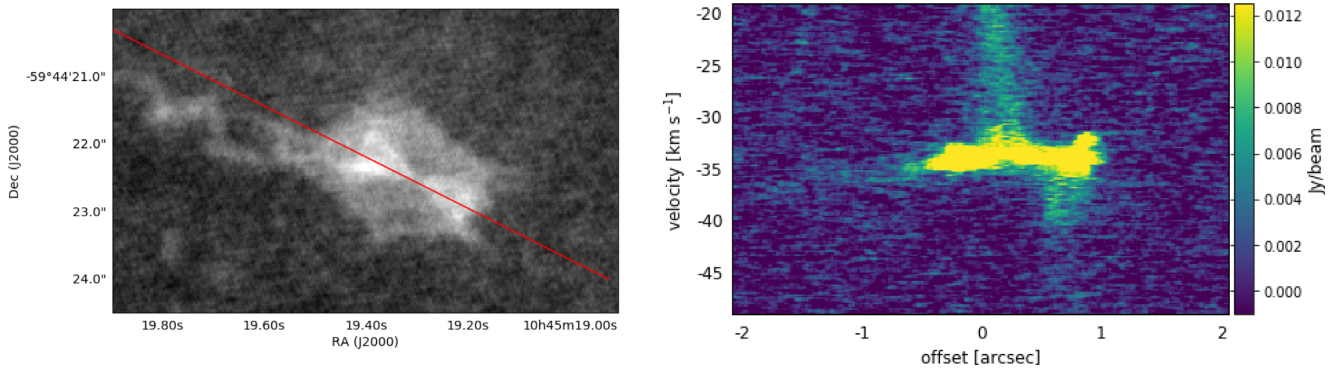 -59°44'21.0"
22.0"
23.0"
24.0"
Dec (J2000)
19.80s 19.60s 19.40s 19.20s 10h45m19.00s
RA (J2000)
-20
-25
-30
-35
-40
-45
velocity [km s⁻¹]
-2 -1 0 1 2
offset [arcsec]
0.012
0.010
0.008
0.006
0.004
0.002
0.000
Jy/beam